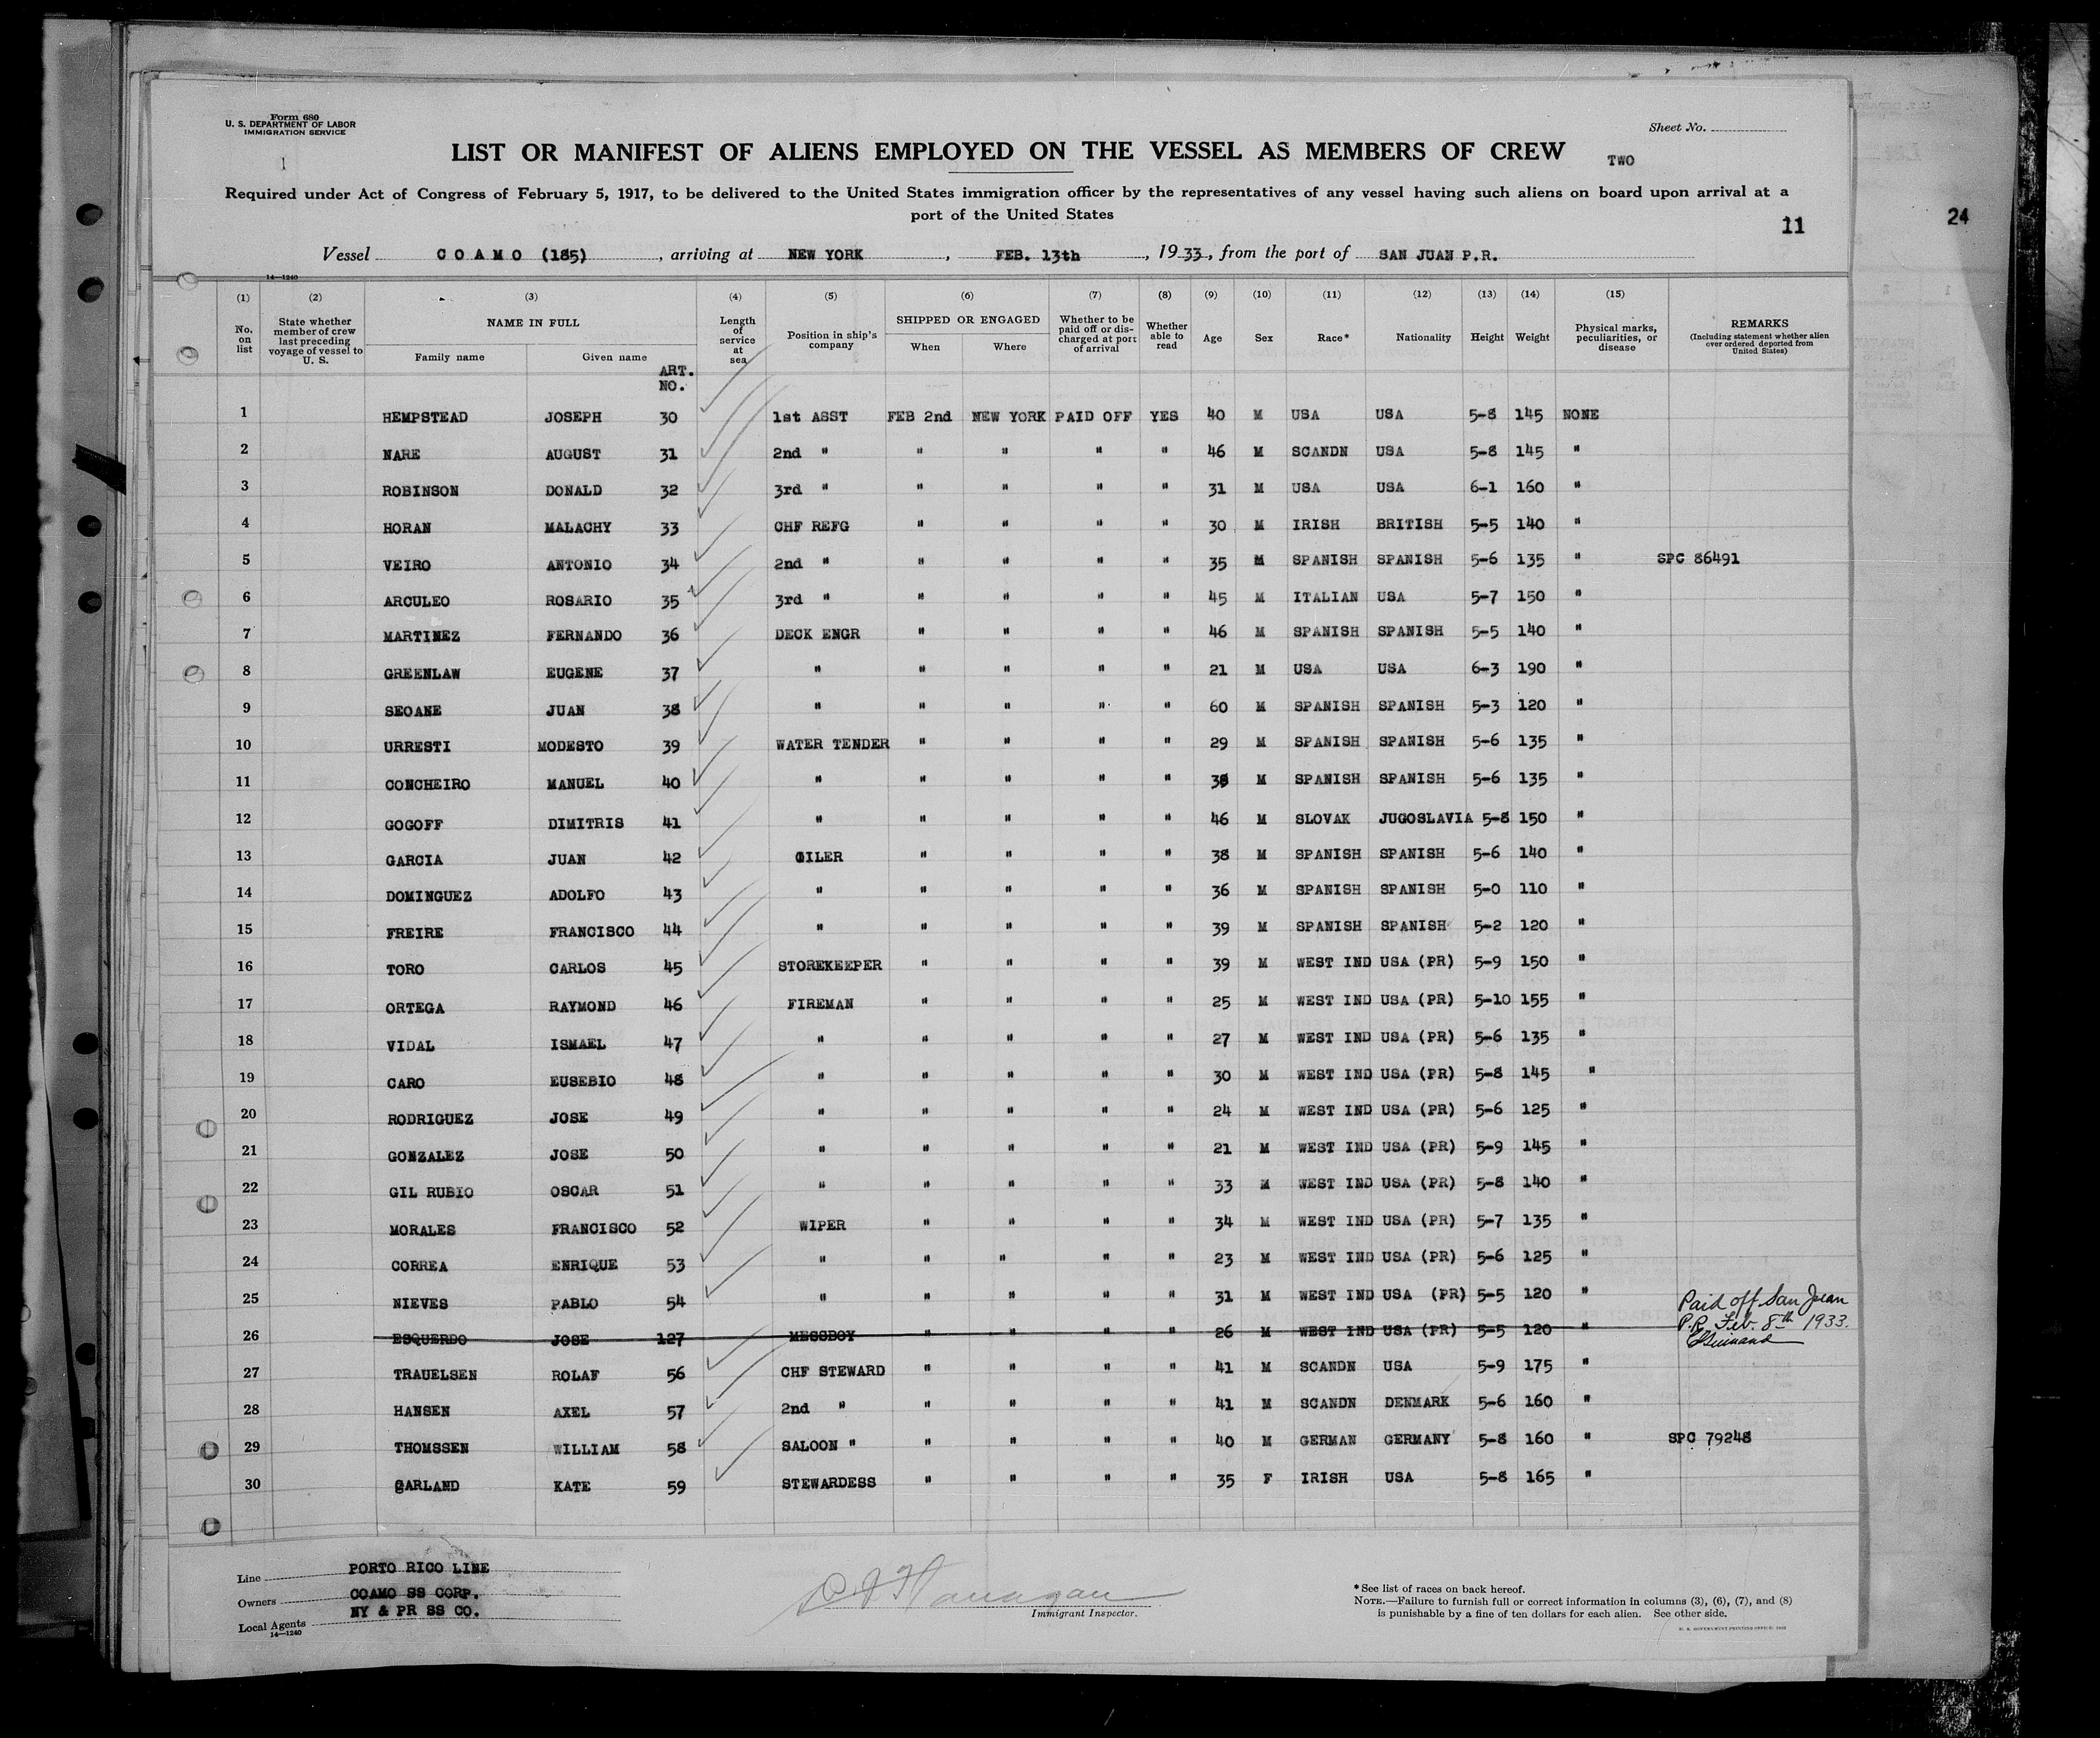 Form 680
U. S. DEPARTMENT OF LABOR
IMMIGRATION SERVICE
1
Sheet No.
TWO
LIST OR MANIFEST OF ALIENS EMPLOYED ON THE VESSEL AS MEMBERS OF CREW
Required under Act of Congress of February 5, 1917, to be delivered to the United States immigration officer by the representatives of any vessel having such aliens on board upon arrival at a
port of the United States
11
24
Vessel COAMO (185), arriving at NEW YORK, FEB. 13th, 1933, from the port of SAN JUAN P.R.
14—1240
(1) (2) (3) (4) (5) (6) (7) (8) (9) (10) (11) (12) (13) (14) (15)
No. on list
State whether member of crew last preceding voyage of vessel to U. S.
NAME IN FULL
Family name Given name
Length of service at sea
Position in ship's company
SHIPPED OR ENGAGED
When Where
Whether to be paid off or discharged at port of arrival
Whether able to read
Age
Sex
Race*
Nationality
Height
Weight
Physical marks, peculiarities, or disease
REMARKS
(Including statement whether alien ever ordered deported from United States)
ART. NO.
1 HEMPSTEAD JOSEPH 30 1st ASST FEB 2nd NEW YORK PAID OFF YES 40 M USA USA 5-8 145 NONE
2 NARE AUGUST 31 2nd " " " " " 46 M SCANDN USA 5-8 145 "
3 ROBINSON DONALD 32 3rd " " " " " 31 M USA USA 6-1 160 "
4 HORAN MALACHY 33 CHF REFG " " " " 30 M IRISH BRITISH 5-5 140 "
5 VEIRO ANTONIO 34 2nd " " " " " 35 M SPANISH SPANISH 5-6 135 " SPC 86491
6 ARCULEO ROSARIO 35 3rd " " " " " 45 M ITALIAN USA 5-7 150 "
7 MARTINEZ FERNANDO 36 DECK ENGR " " " " 46 M SPANISH SPANISH 5-5 140 "
8 GREENLAW EUGENE 37 " " " " " 21 M USA USA 6-3 190 "
9 SEOANE JUAN 38 " " " " " 60 M SPANISH SPANISH 5-3 120 "
10 URRESTI MODESTO 39 WATER TENDER " " " " 29 M SPANISH SPANISH 5-6 135 "
11 CONCHEIRO MANUEL 40 " " " " " M SPANISH SPANISH 5-6 135 "
12 GOGOFF DIMITRIS 41 " " " " " 46 M SLOVAK JUGOSLAVIA 5-8 150 "
13 GARCIA JUAN 42 OILER " " " " 38 M SPANISH SPANISH 5-6 140 "
14 DOMINGUEZ ADOLFO 43 " " " " " 36 M SPANISH SPANISH 5-0 110 "
15 FREIRE FRANCISCO 44 " " " " " 39 M SPANISH SPANISH 5-2 120 "
16 TORO CARLOS 45 STOREKEEPER " " " " 39 M WEST IND USA (PR) 5-9 150 "
17 ORTEGA RAYMOND 46 FIREMAN " " " " 25 M WEST IND USA (PR) 5-10 155 "
18 VIDAL ISMAEL 47 " " " " " 27 M WEST IND USA (PR) 5-6 135 "
19 CARO EUSEBIO 48 " " " " " 30 M WEST IND USA (PR) 5-8 145 "
20 RODRIGUEZ JOSE 49 " " " " " 24 M WEST IND USA (PR) 5-6 125 "
21 GONZALEZ JOSE 50 " " " " " 21 M WEST IND USA (PR) 5-9 145 "
22 GIL RUBIO OSCAR 51 " " " " " 33 M WEST IND USA (PR) 5-8 140 "
23 MORALES FRANCISCO 52 WIPER " " " " 34 M WEST IND USA (PR) 5-7 135 "
24 CORREA ENRIQUE 53 " " " " " 23 M WEST IND USA (PR) 5-6 125 "
25 NIEVES PABLO 54 " " " " " 31 M WEST IND USA (PR) 5-5 120 "
26 ESQUERDO JOSE 127 MESSBOY " " " " 26 M WEST IND USA (PR) 5-5 120 " Paid off San Juan P.R. Feb. 8th 1933.
27 TRAUELSEN ROLAF 56 CHF STEWARD " " " " 41 M SCANDN USA 5-9 175 "
28 HANSEN AXEL 57 2nd " " " " " 41 M SCANDN DENMARK 5-6 160 "
29 THOMSSEN WILLIAM 58 SALOON " " " " " 40 M GERMAN GERMANY 5-8 160 " SPC 79248
30 GARLAND KATE 59 STEWARDESS " " " " 35 F IRISH USA 5-8 165 "
Line PORTO RICO LINE
Owners COAMO SS CORP.
Local Agents NY & PR SS CO.
14—1240
Flanagan
Immigrant Inspector.
*See list of races on back hereof.
NOTE.—Failure to furnish full or correct information in columns (3), (6), (7), and (8)
is punishable by a fine of ten dollars for each alien. See other side.